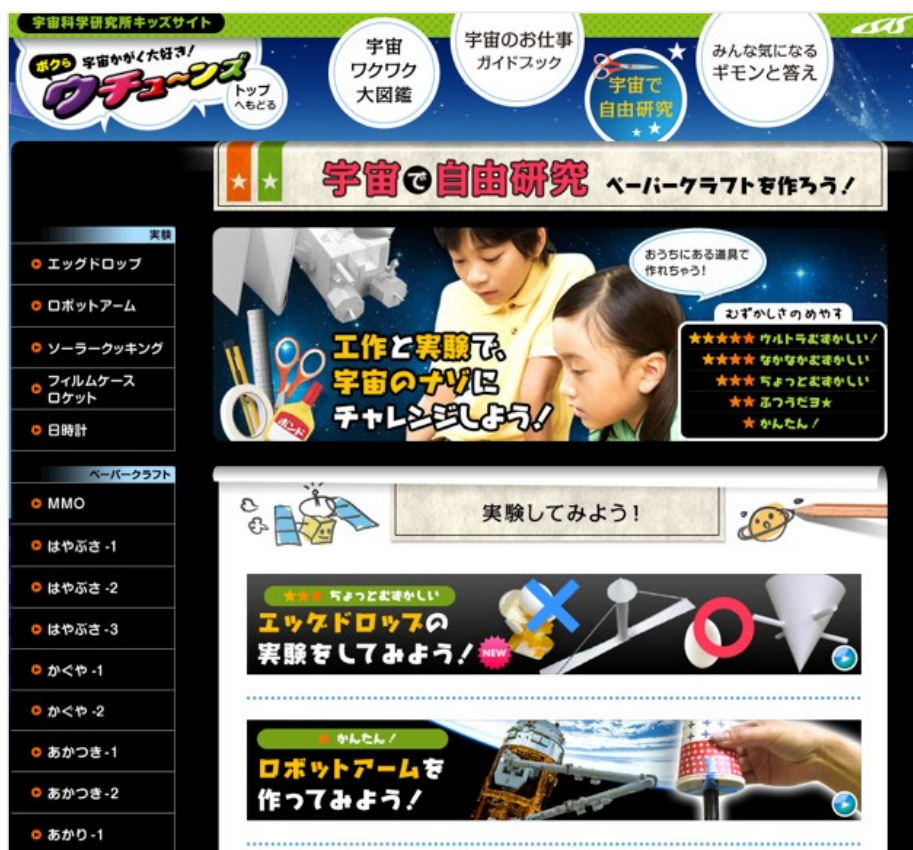 宇宙科学研究所キッズサイト
ISAS
ボクら 宇宙かがく大好き!
ウチューンズ
トップ
へもどる
宇宙
ワクワク
大図鑑
宇宙のお仕事
ガイドブック
宇宙で
自由研究
みんな気になる
ギモンと答え
宇宙で自由研究 ペーパークラフトを作ろう!
実験
エッグドロップ
ロボットアーム
ソーラークッキング
フィルムケース
ロケット
日時計
ペーパークラフト
MMO
はやぶさ -1
はやぶさ -2
はやぶさ -3
かぐや -1
かぐや -2
あかつき -1
あかつき -2
あかり -1
おうちにある道具で
作れちゃう!
工作と実験で、
宇宙のナゾに
チャレンジしよう!
ボンド
むずかしさのめやす
★★★★★ ウルトラむずかしい!
★★★★ なかなかむずかしい
★★★ ちょっとむずかしい
★★ ふつうだヨ★
★ かんたん!
実験してみよう!
★★★ ちょっとむずかしい
エッグドロップの
実験をしてみよう! NEW
★ かんたん!
ロボットアームを
作ってみよう!